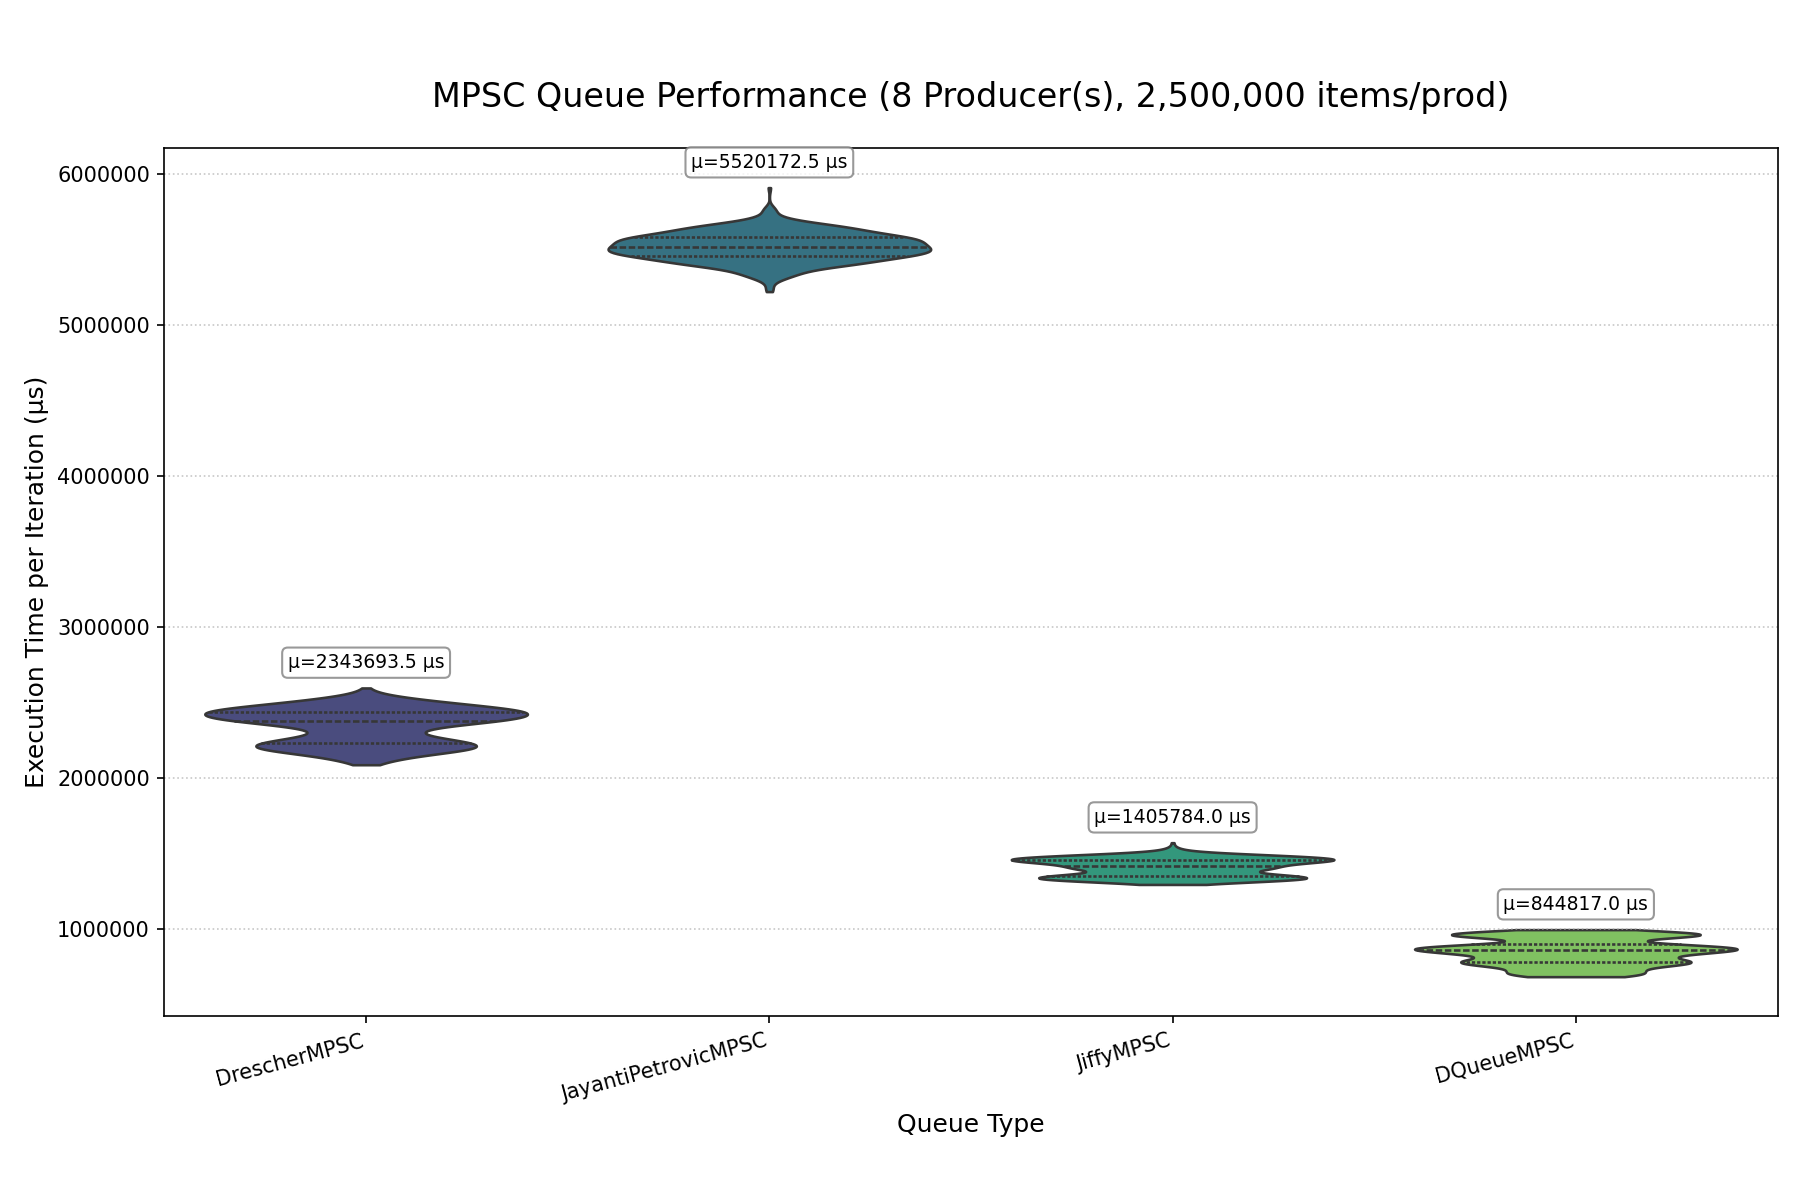 MPSC Queue Performance (8 Producer(s), 2,500,000 items/prod)
Execution Time per Iteration (µs)
6000000
5000000
4000000
3000000
2000000
1000000
µ=5520172.5 µs
µ=2343693.5 µs
µ=1405784.0 µs
µ=844817.0 µs
DrescherMPSC
JayantiPetrovicMPSC
JiffyMPSC
DQueueMPSC
Queue Type